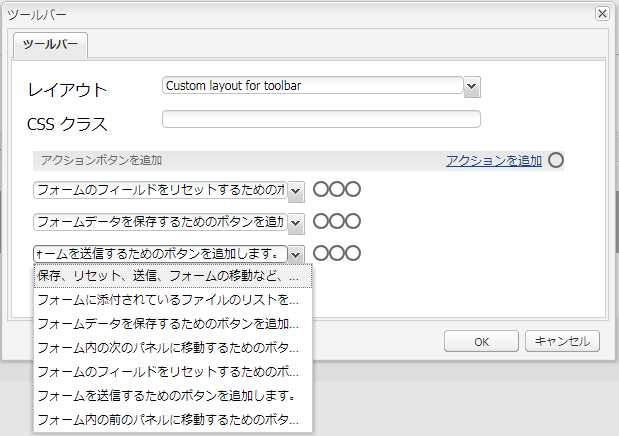 ツールバー
ツールバー
レイアウト
Custom layout for toolbar
CSS クラス
アクションボタンを追加
アクションを追加
フォームのフィールドをリセットするためのボ
フォームデータを保存するためのボタンを追加
ォームを送信するためのボタンを追加します。
保存、リセット、送信、フォームの移動など、...
フォームに添付されているファイルのリストを...
フォームデータを保存するためのボタンを追加...
フォーム内の次のパネルに移動するためのボタ...
フォームのフィールドをリセットするためのボ...
フォームを送信するためのボタンを追加します。
フォーム内の前のパネルに移動するためのボタ...
OK
キャンセル